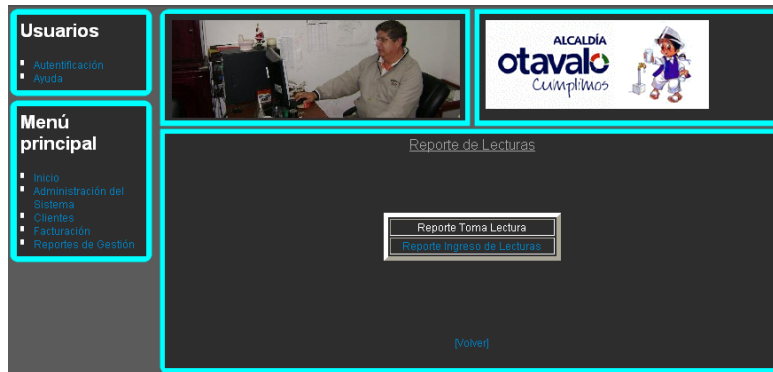 Usuarios
Autentificación
Ayuda
Menú
principal
Inicio
Administración del
Sistema
Clientes
Facturación
Reportes de Gestión
ALCALDÍA
otavalo
Cumplimos
Reporte de Lecturas
Reporte Toma Lectura
Reporte Ingreso de Lecturas
[Volver]